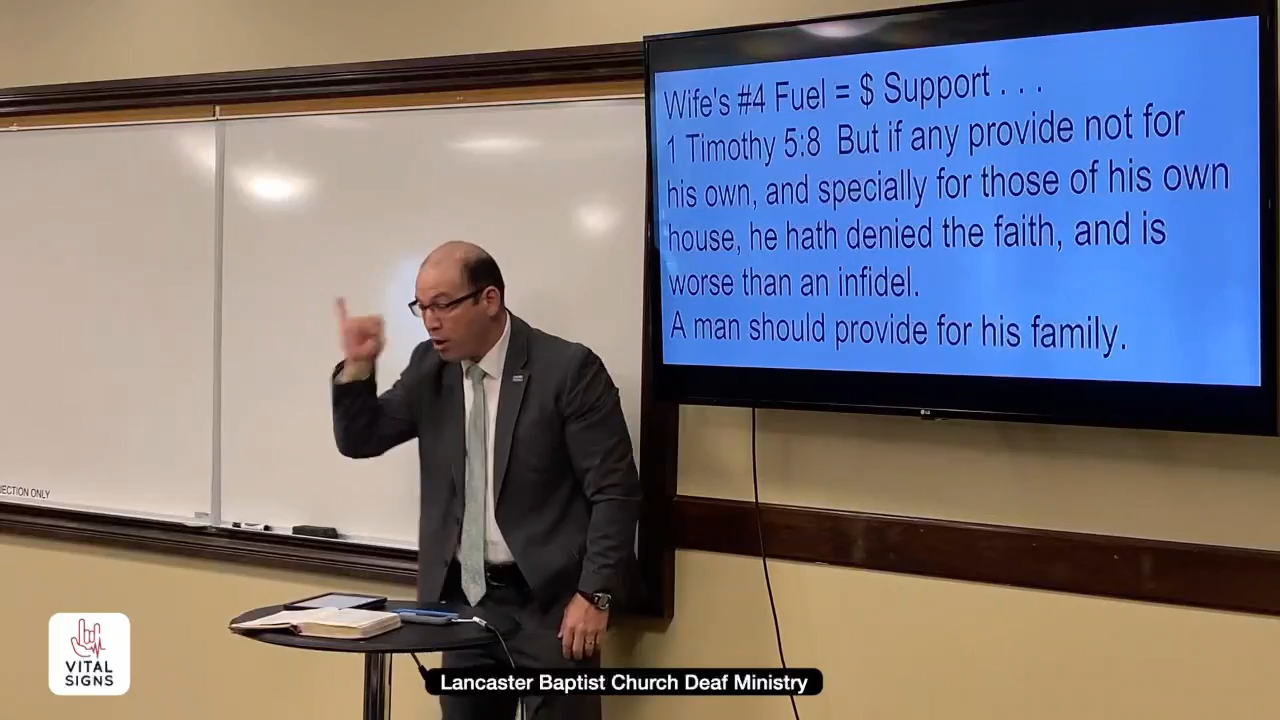 Wife's #4 Fuel = $ Support . . .
1 Timothy 5:8 But if any provide not for
his own, and specially for those of his own
house, he hath denied the faith, and is
worse than an infidel.
A man should provide for his family.
JECTION ONLY
VITAL
SIGNS
Lancaster Baptist Church Deaf Ministry